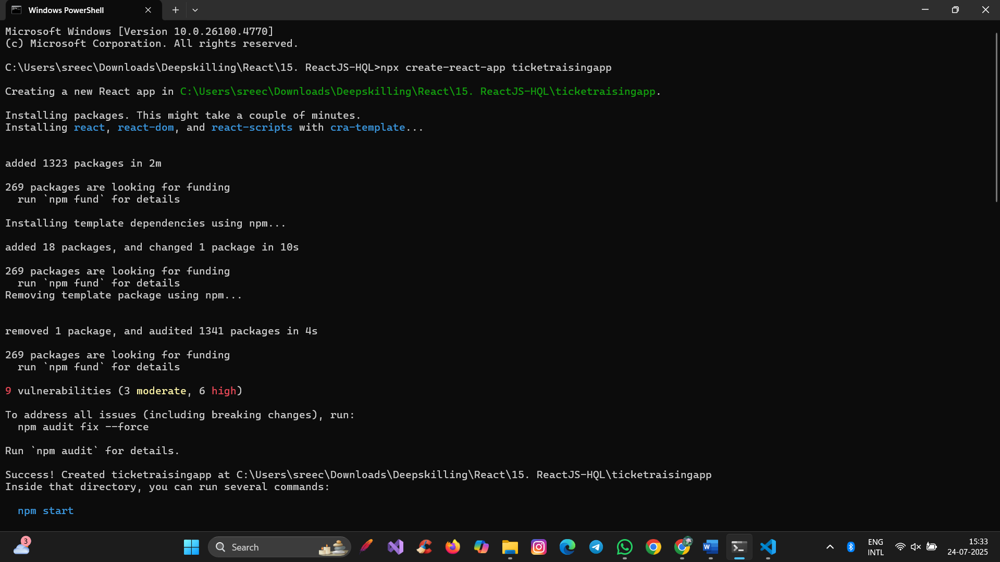 Windows PowerShell
Microsoft Windows [Version 10.0.26100.4770]
(c) Microsoft Corporation. All rights reserved.
C:\Users\sreec\Downloads\Deepskilling\React\15. ReactJS-HQL>npx create-react-app ticketraisingapp
Creating a new React app in C:\Users\sreec\Downloads\Deepskilling\React\15. ReactJS-HQL\ticketraisingapp.
Installing packages. This might take a couple of minutes.
Installing react, react-dom, and react-scripts with cra-template...
added 1323 packages in 2m
269 packages are looking for funding
  run `npm fund` for details
Installing template dependencies using npm...
added 18 packages, and changed 1 package in 10s
269 packages are looking for funding
  run `npm fund` for details
Removing template package using npm...
removed 1 package, and audited 1341 packages in 4s
269 packages are looking for funding
  run `npm fund` for details
9 vulnerabilities (3 moderate, 6 high)
To address all issues (including breaking changes), run:
  npm audit fix --force
Run `npm audit` for details.
Success! Created ticketraisingapp at C:\Users\sreec\Downloads\Deepskilling\React\15. ReactJS-HQL\ticketraisingapp
Inside that directory, you can run several commands:
  npm start
3
Search
W
ENG
INTL
15:33
24-07-2025